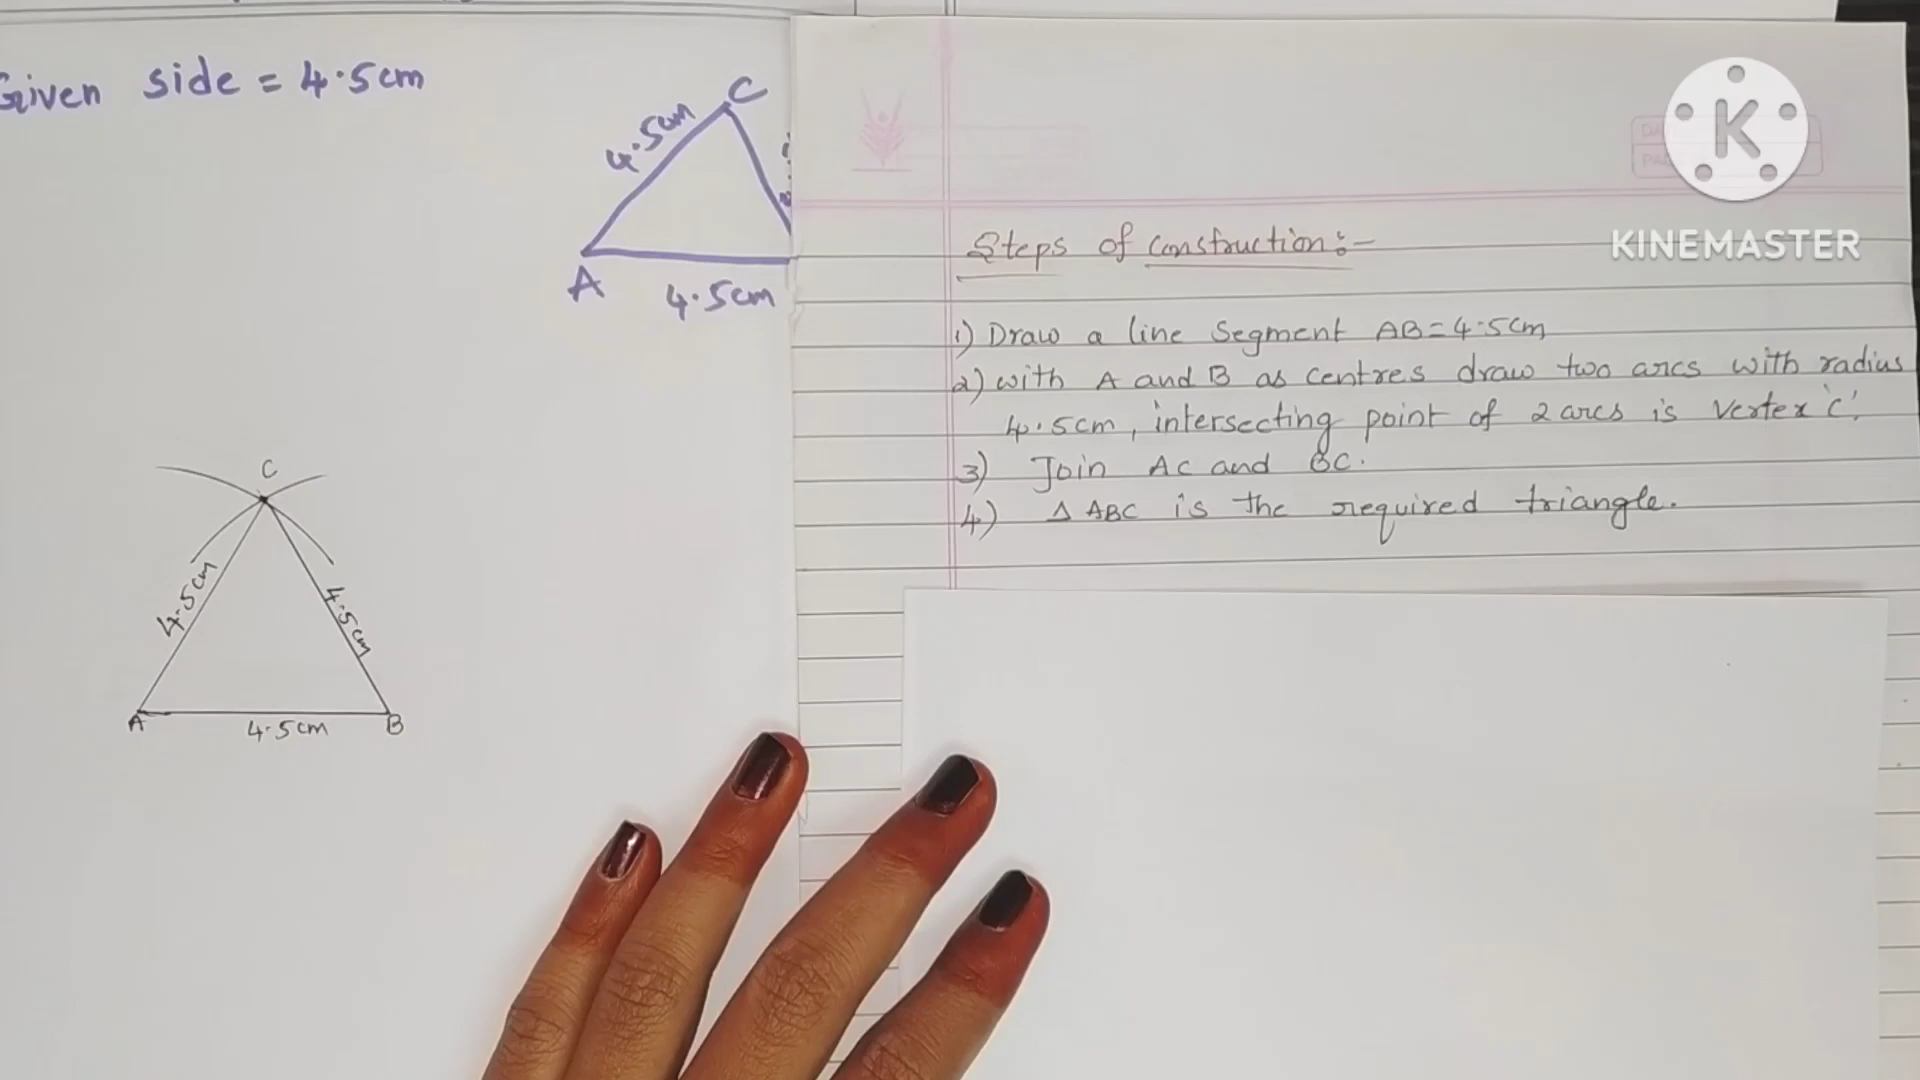 Given side = 4.5cm
C
4.5cm
A
4.5cm
C
4.5cm
4.5cm
A
4.5cm
B
KINEMASTER
Steps of construction:-
1) Draw a line segment AB=4.5cm
2) with A and B as centres draw two arcs with radius
4.5cm, intersecting point of 2 arcs is vertex 'c'.
3) Join AC and BC.
4) Δ ABC is the required triangle.